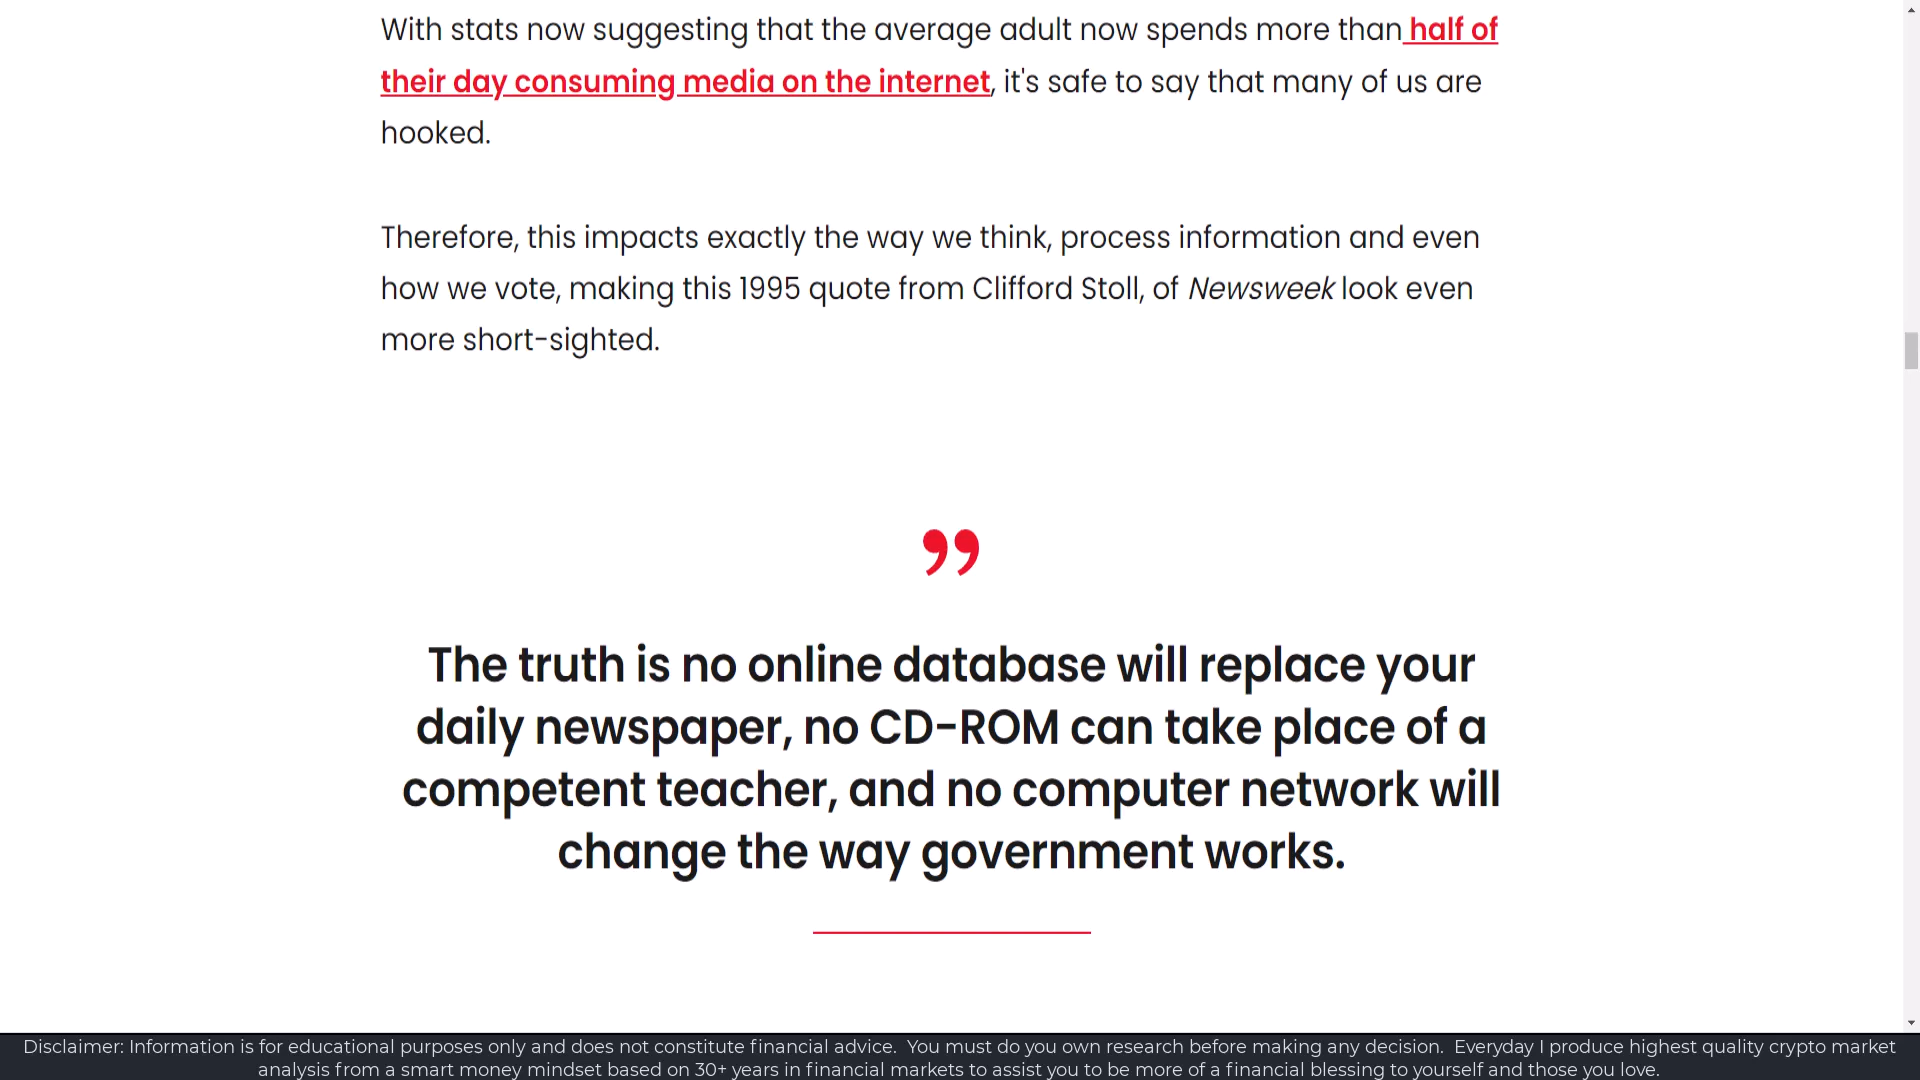 With stats now suggesting that the average adult now spends more than half of
their day consuming media on the internet, it's safe to say that many of us are
hooked.
Therefore, this impacts exactly the way we think, process information and even
how we vote, making this 1995 quote from Clifford Stoll, of Newsweek look even
more short-sighted.
”
The truth is no online database will replace your
daily newspaper, no CD-ROM can take place of a
competent teacher, and no computer network will
change the way government works.
Disclaimer: Information is for educational purposes only and does not constitute financial advice.  You must do you own research before making any decision.  Everyday I produce highest quality crypto market
analysis from a smart money mindset based on 30+ years in financial markets to assist you to be more of a financial blessing to yourself and those you love.